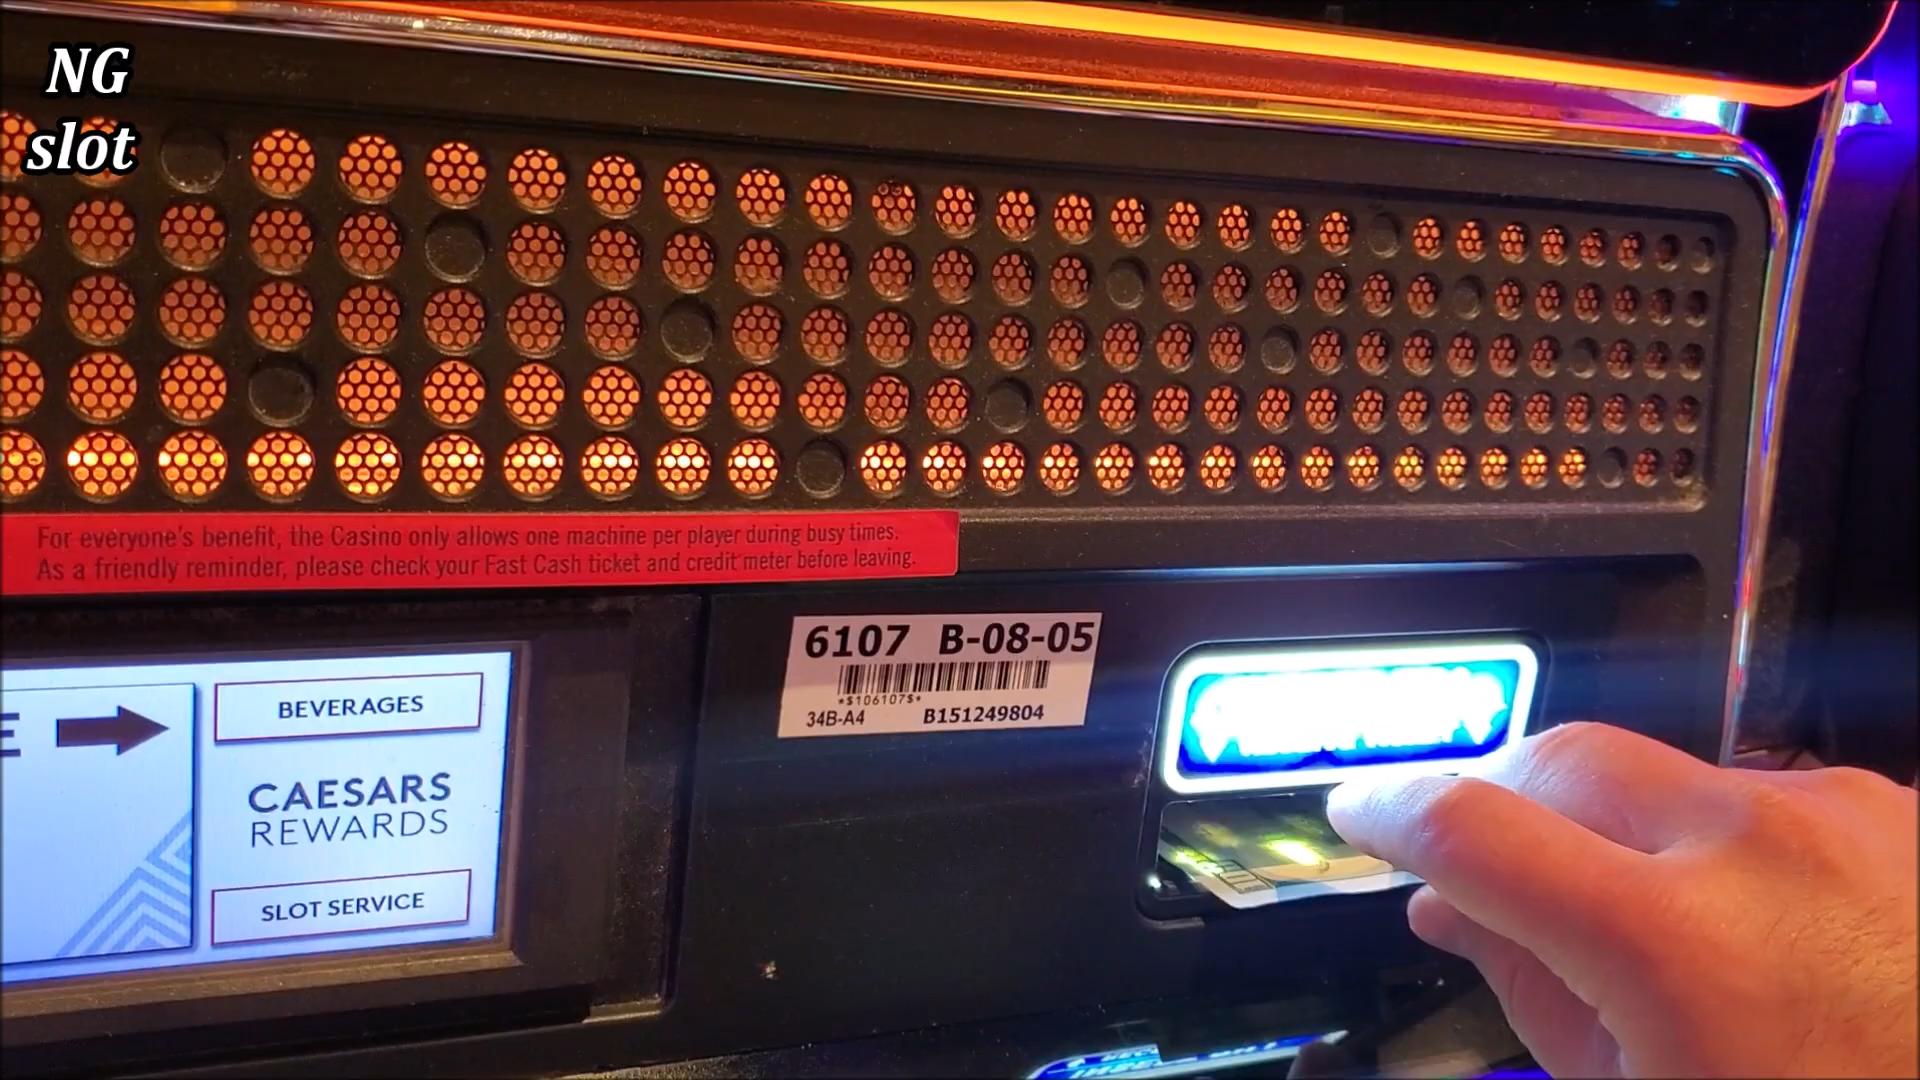 NG
slot
For everyone's benefit, the Casino only allows one machine per player during busy times.
As a friendly reminder, please check your Fast Cash ticket and credit meter before leaving.
6107 B-08-05
*$106107$*
34B-A4 B151249804
E
BEVERAGES
CAESARS
REWARDS
SLOT SERVICE